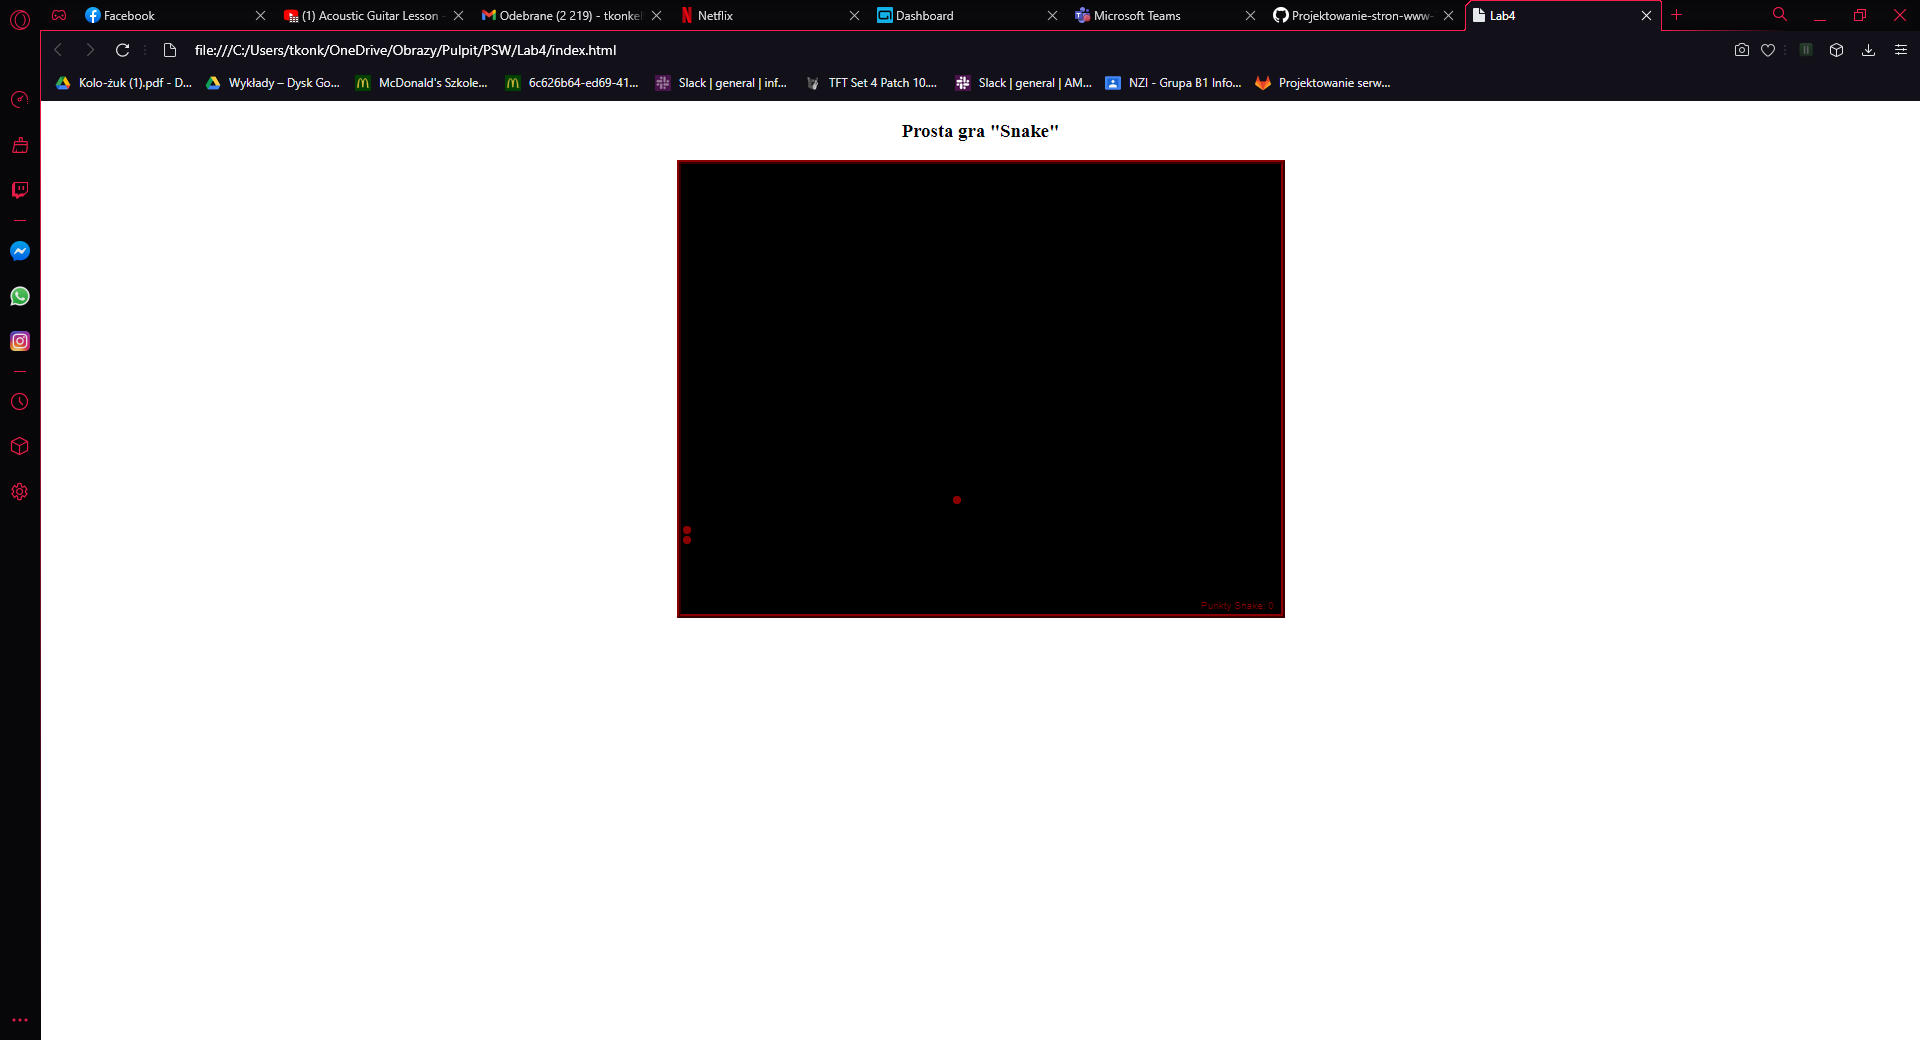 Facebook
(1) Acoustic Guitar Lesson -
Odebrane (2 219) - tkonke
Netflix
Dashboard
Microsoft Teams
Projektowanie-stron-www-
Lab4
file:///C:/Users/tkonk/OneDrive/Obrazy/Pulpit/PSW/Lab4/index.html
Kolo-żuk (1).pdf - D...
Wykłady – Dysk Go...
McDonald's Szkole...
6c626b64-ed69-41...
Slack | general | inf...
TFT Set 4 Patch 10....
Slack | general | AM...
NZI - Grupa B1 Info...
Projektowanie serw...
Prosta gra "Snake"
Punkty Snake: 0